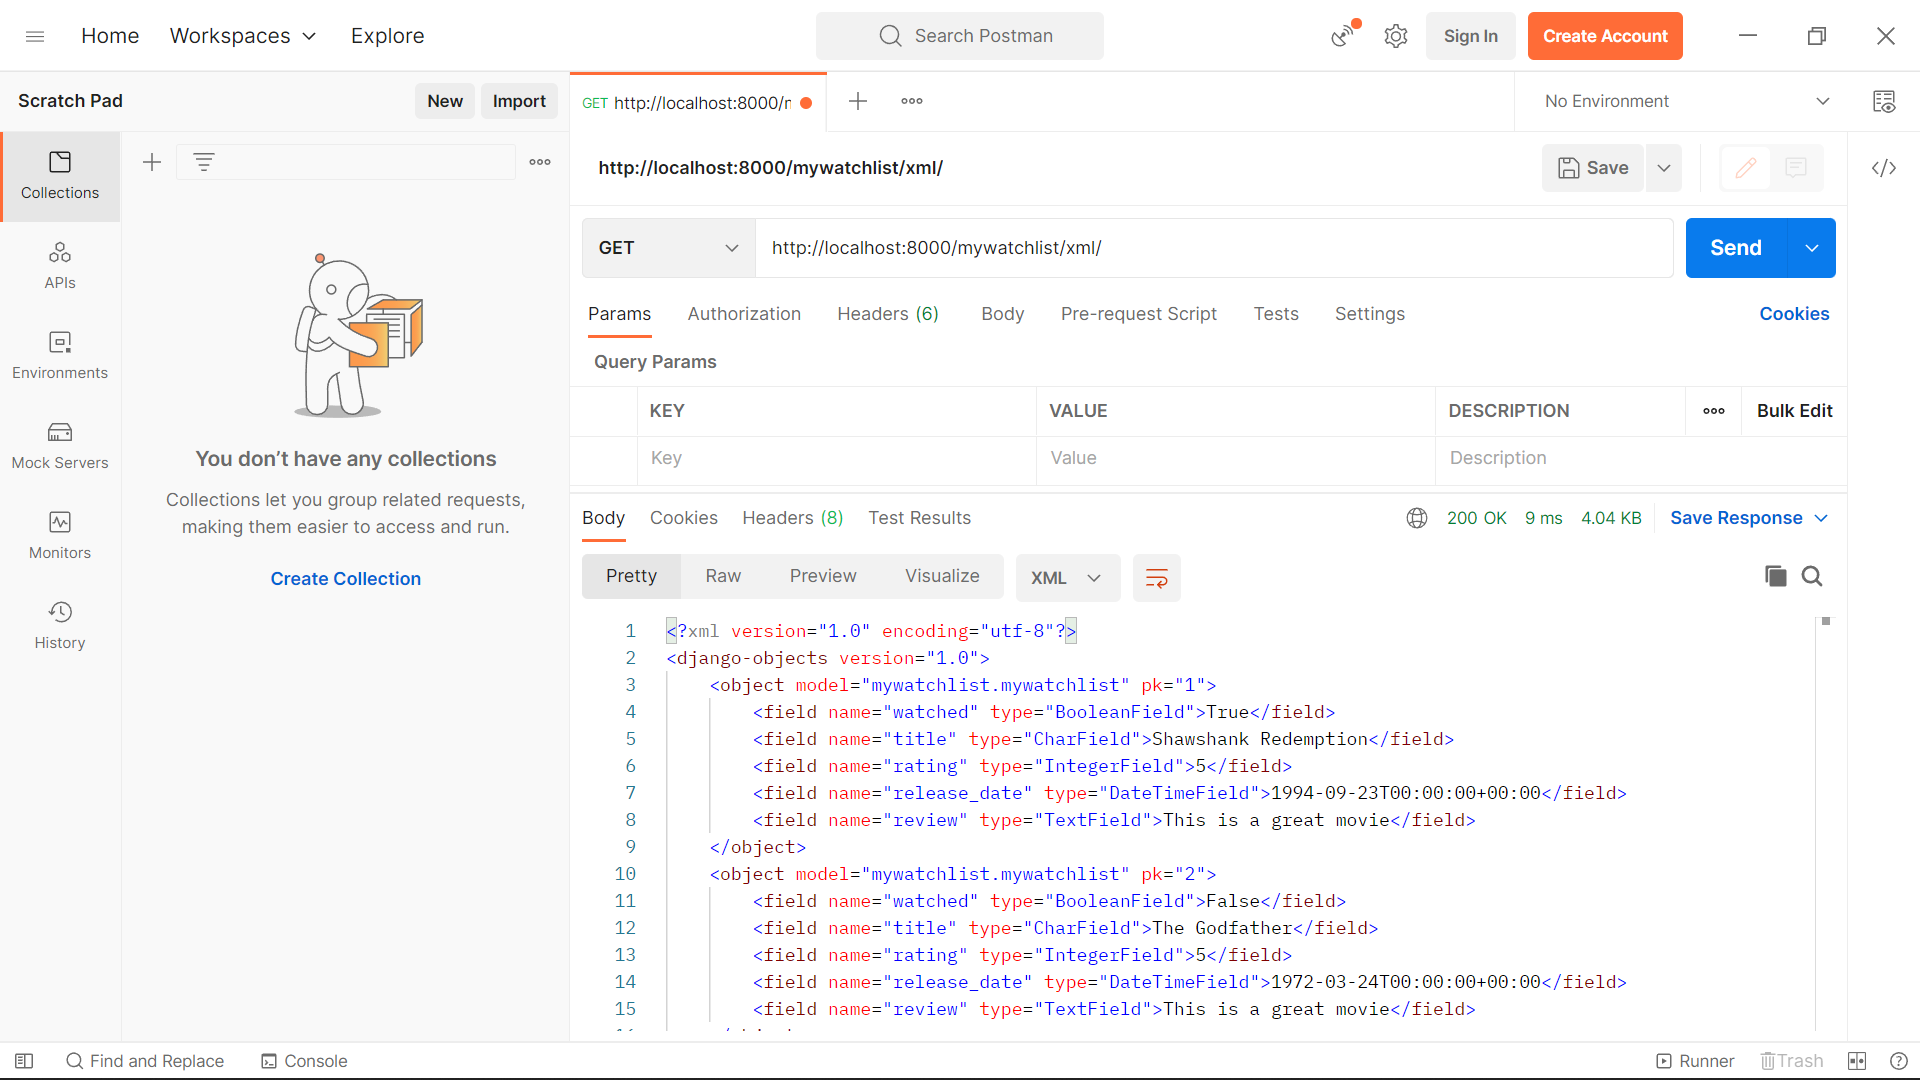 Home Workspaces Explore Search Postman Sign In Create Account
Scratch Pad New Import
GET http://localhost:8000/ No Environment
Collections
APIs
Environments
Mock Servers
Monitors
History
You don’t have any collections
Collections let you group related requests,
making them easier to access and run.
Create Collection
http://localhost:8000/mywatchlist/xml/ Save
GET http://localhost:8000/mywatchlist/xml/ Send
Params Authorization Headers (6) Body Pre-request Script Tests Settings Cookies
Query Params
KEY VALUE DESCRIPTION Bulk Edit
Key Value Description
Body Cookies Headers (8) Test Results 200 OK 9 ms 4.04 KB Save Response
Pretty Raw Preview Visualize XML
1 <?xml version="1.0" encoding="utf-8"?>
2 <django-objects version="1.0">
3 <object model="mywatchlist.mywatchlist" pk="1">
4 <field name="watched" type="BooleanField">True</field>
5 <field name="title" type="CharField">Shawshank Redemption</field>
6 <field name="rating" type="IntegerField">5</field>
7 <field name="release_date" type="DateTimeField">1994-09-23T00:00:00+00:00</field>
8 <field name="review" type="TextField">This is a great movie</field>
9 </object>
10 <object model="mywatchlist.mywatchlist" pk="2">
11 <field name="watched" type="BooleanField">False</field>
12 <field name="title" type="CharField">The Godfather</field>
13 <field name="rating" type="IntegerField">5</field>
14 <field name="release_date" type="DateTimeField">1972-03-24T00:00:00+00:00</field>
15 <field name="review" type="TextField">This is a great movie</field>
Find and Replace Console Runner Trash